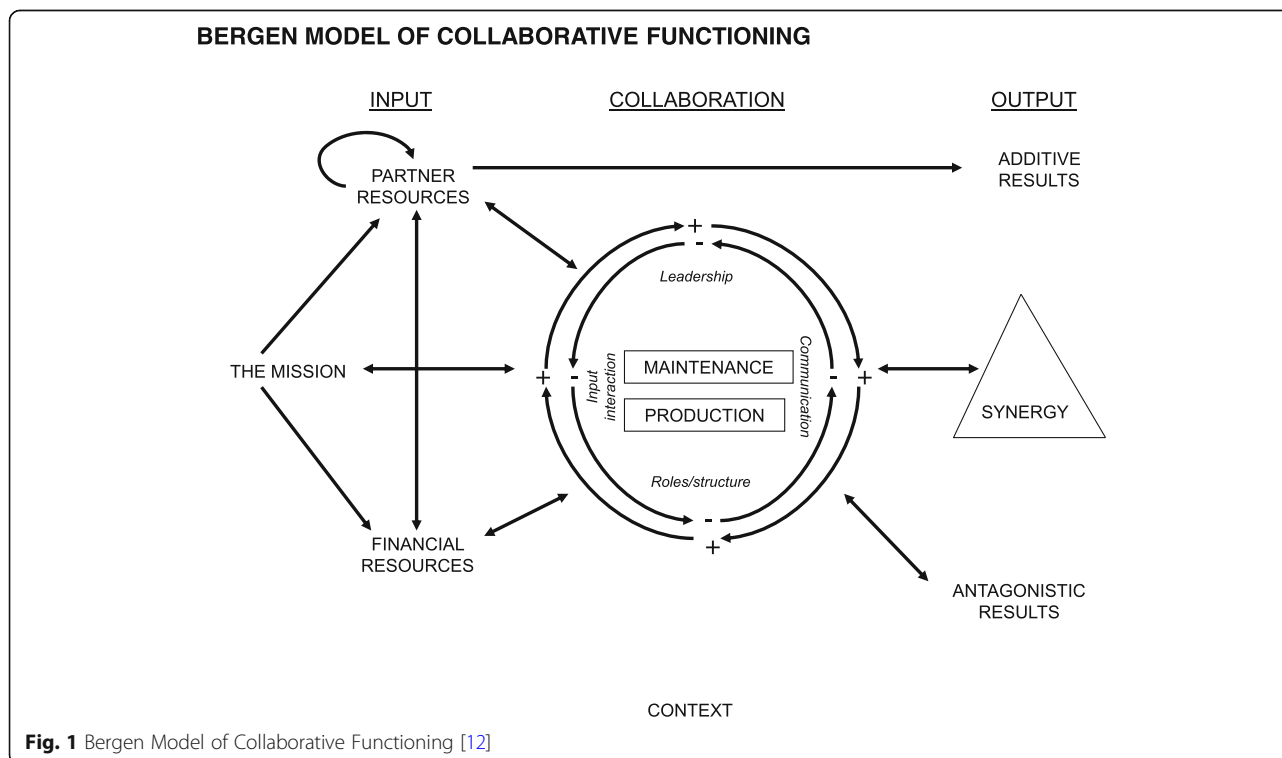 BERGEN MODEL OF COLLABORATIVE FUNCTIONING
INPUT
COLLABORATION
OUTPUT
PARTNER
RESOURCES
ADDITIVE
RESULTS
+
-
Leadership
THE MISSION
+
-
Input
interaction
MAINTENANCE
PRODUCTION
Communication
-
+
SYNERGY
Roles/structure
-
+
FINANCIAL
RESOURCES
ANTAGONISTIC
RESULTS
CONTEXT
Fig. 1 Bergen Model of Collaborative Functioning [12]